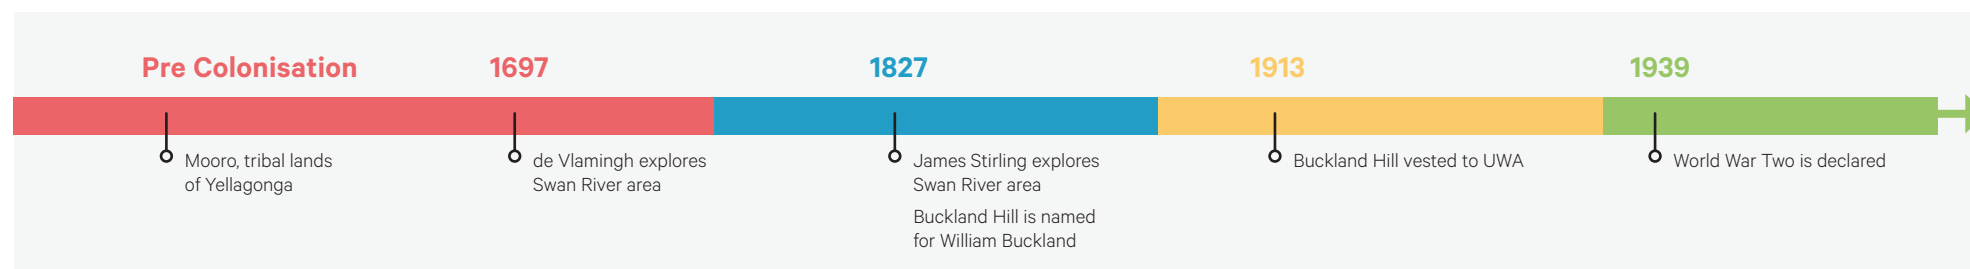 Pre Colonisation
Mooro, tribal lands
of Yellagonga
1697
de Vlamingh explores
Swan River area
1827
James Stirling explores
Swan River area
Buckland Hill is named
for William Buckland
1913
Buckland Hill vested to UWA
1939
World War Two is declared